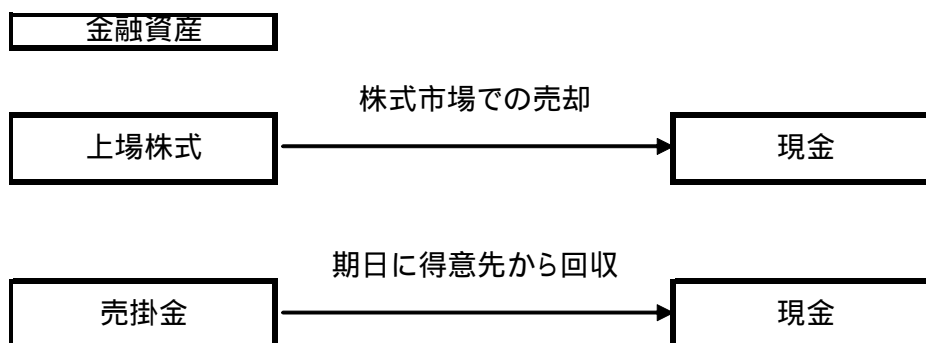 金融資産
株式市場での売却
上場株式
現金
期日に得意先から回収
売掛金
現金